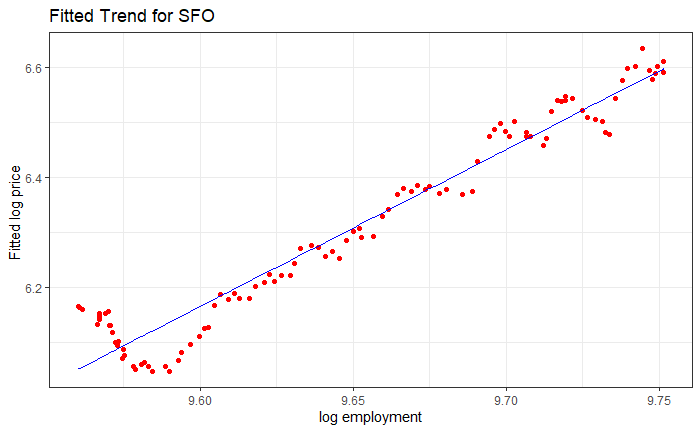 Fitted Trend for SFO
Fitted log price
6.6
6.4
6.2
9.60 9.65 9.70 9.75
log employment